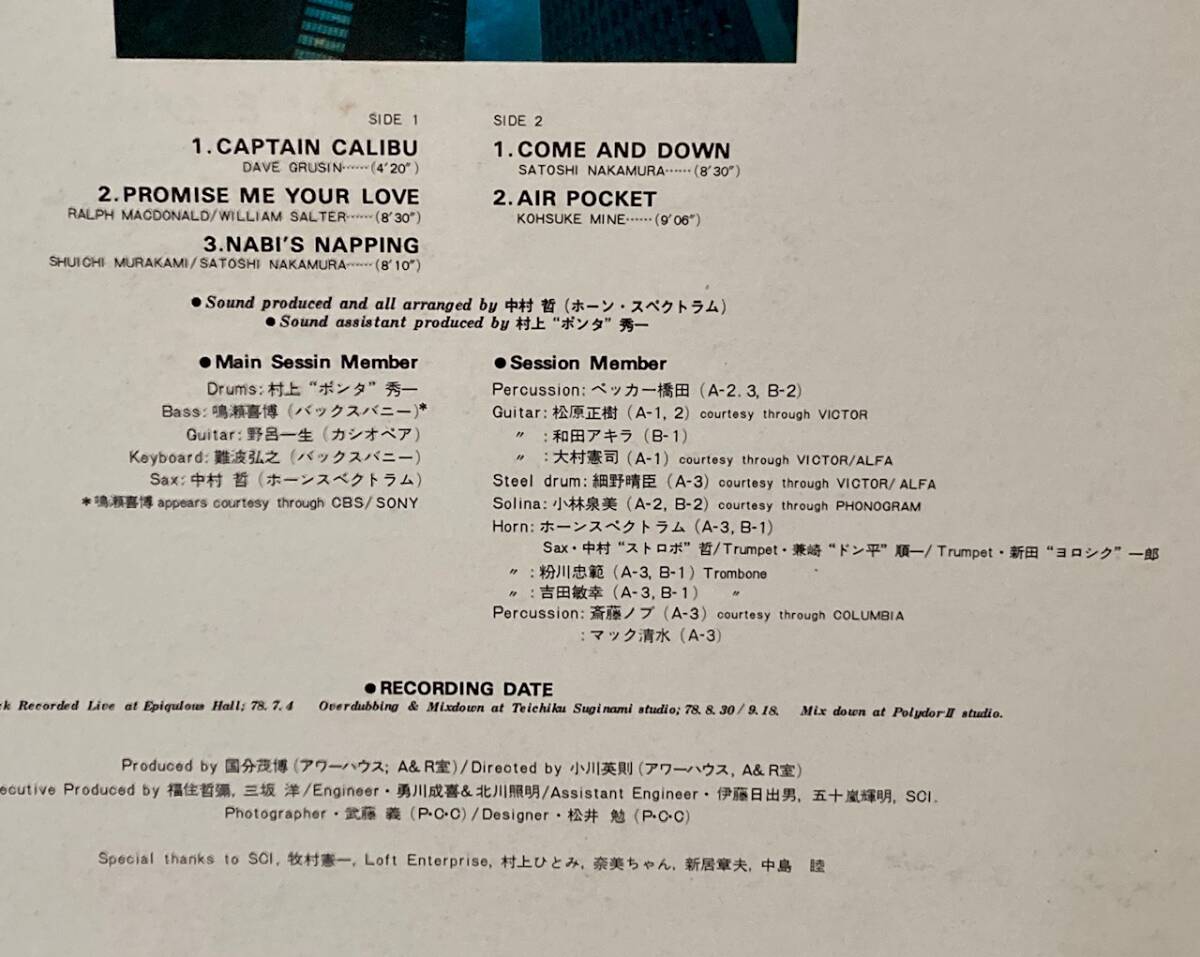 SIDE 1
1.CAPTAIN CALIBU
DAVE GRUSIN……(4'20")
2.PROMISE ME YOUR LOVE
RALPH MACDONALD/WILLIAM SALTER……(8'30")
3.NABI'S NAPPING
SHUICHI MURAKAMI/SATOSHI NAKAMURA……(8'10")
SIDE 2
1.COME AND DOWN
SATOSHI NAKAMURA……(8'30")
2.AIR POCKET
KOHSUKE MINE……(9'06")
●Sound produced and all arranged by 中村 哲 (ホーン・スペクトラム)
●Sound assistant produced by 村上 "ポンタ" 秀一
●Main Sessin Member
Drums: 村上 "ポンタ" 秀一
Bass: 鳴瀬喜博 (バックスバニー)*
Guitar: 野呂一生 (カシオペア)
Keyboard: 難波弘之 (バックスバニー)
Sax: 中村 哲 (ホーンスペクトラム)
*鳴瀬喜博 appears courtesy through CBS/SONY
●Session Member
Percussion: ペッカー橋田 (A-2.3, B-2)
Guitar: 松原正樹 (A-1, 2) courtesy through VICTOR
〃 : 和田アキラ (B-1)
〃 : 大村憲司 (A-1) courtesy through VICTOR/ALFA
Steel drum: 細野晴臣 (A-3) courtesy through VICTOR/ALFA
Solina: 小林泉美 (A-2, B-2) courtesy through PHONOGRAM
Horn: ホーンスペクトラム (A-3, B-1)
Sax・中村 "ストロボ" 哲/Trumpet・兼崎 "ドン平" 順一/Trumpet・新田 "ヨロシク" 一郎
〃 : 粉川忠範 (A-3, B-1) Trombone
〃 : 吉田敏幸 (A-3, B-1) 〃
Percussion: 斎藤ノブ (A-3) courtesy through COLUMBIA
: マック清水 (A-3)
●RECORDING DATE
ck Recorded Live at Epiqulous Hall; 78. 7. 4 Overdubbing & Mixdown at Teichiku Suginami studio; 78. 8. 30 / 9. 18. Mix down at Polydor-II studio.
Produced by 国分茂博 (アワーハウス; A&R室)/Directed by 小川英則 (アワーハウス, A&R室)
ecutive Produced by 福住哲彌, 三坂 洋/Engineer・勇川成喜&北川照明/Assistant Engineer・伊藤日出男, 五十嵐輝明, SCI.
Photographer・武藤 義 (P・C・C)/Designer・松井 勉 (P・C・C)
Special thanks to SCI, 牧村憲一, Loft Enterprise, 村上ひとみ, 奈美ちゃん, 新居章夫, 中島 睦